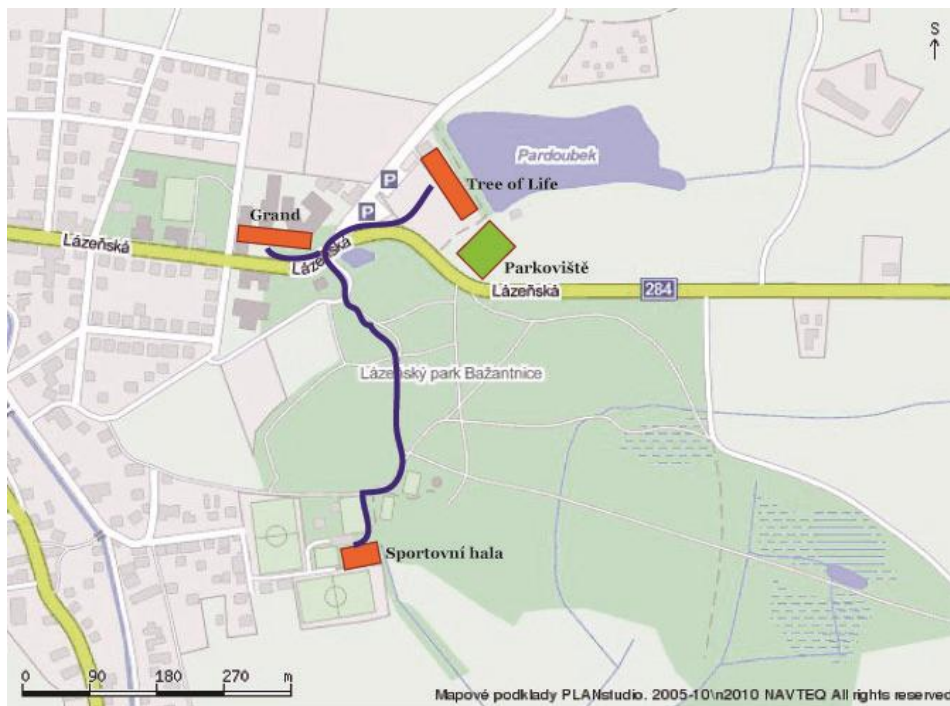 S
Pardoubek
P
Tree of Life
P
Grand
Lázeňská
Lázeňská
Parkoviště
Lázeňská
284
Lázeňský park Bažantnice
Sportovní hala
0 90 180 270 m
Mapové podklady PLANstudio. 2005-10\n2010 NAVTEQ All rights reserved